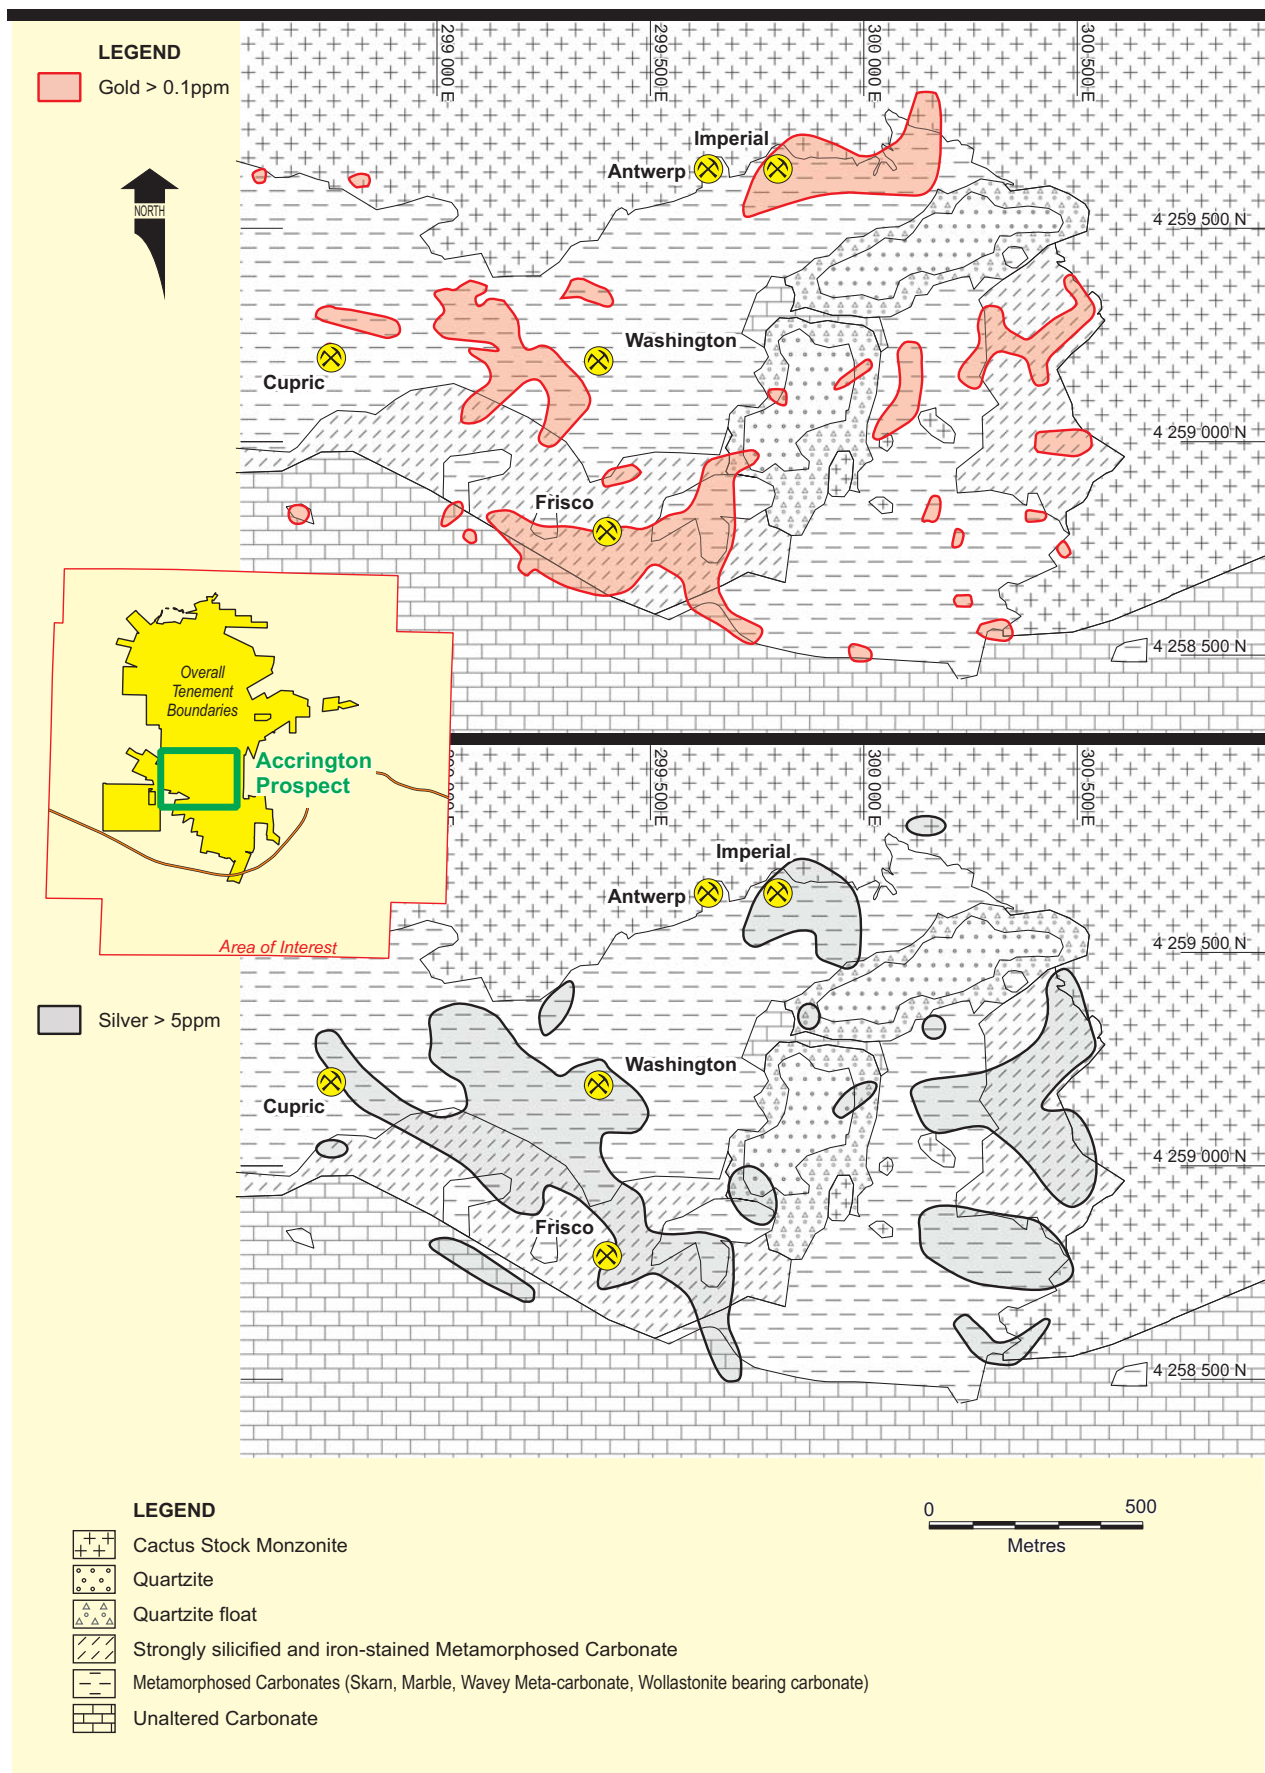 LEGEND
Gold > 0.1ppm
NORTH
299 000 E
299 500 E
300 000 E
300 500 E
Imperial
Antwerp
4 259 500 N
Washington
Cupric
4 259 000 N
Frisco
4 258 500 N
Overall
Tenement
Boundaries
Accrington
Prospect
Area of Interest
299 500 E
300 000 E
300 500 E
Imperial
Antwerp
4 259 500 N
Silver > 5ppm
Washington
Cupric
4 259 000 N
Frisco
4 258 500 N
LEGEND
Cactus Stock Monzonite
Quartzite
Quartzite float
Strongly silicified and iron-stained Metamorphosed Carbonate
Metamorphosed Carbonates (Skarn, Marble, Wavey Meta-carbonate, Wollastonite bearing carbonate)
Unaltered Carbonate
0 500
Metres